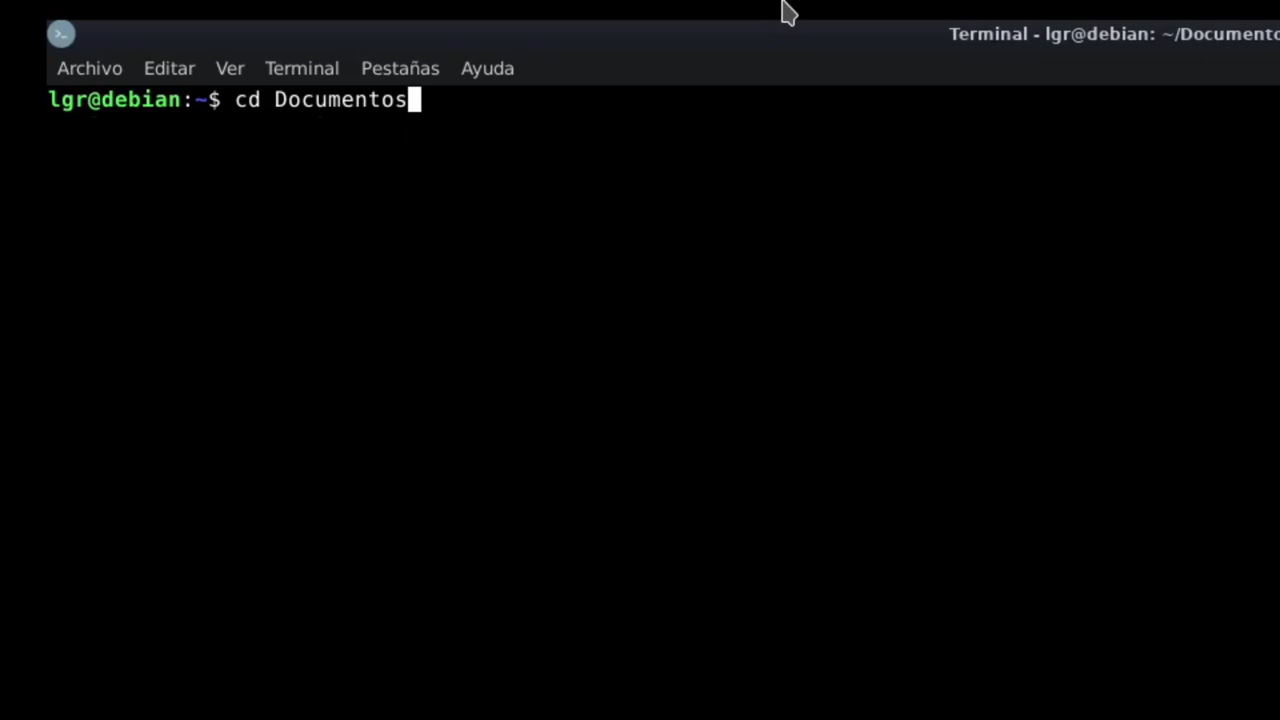 Terminal - lgr@debian: ~/Documento
Archivo Editar Ver Terminal Pestañas Ayuda
lgr@debian:~$ cd Documentos